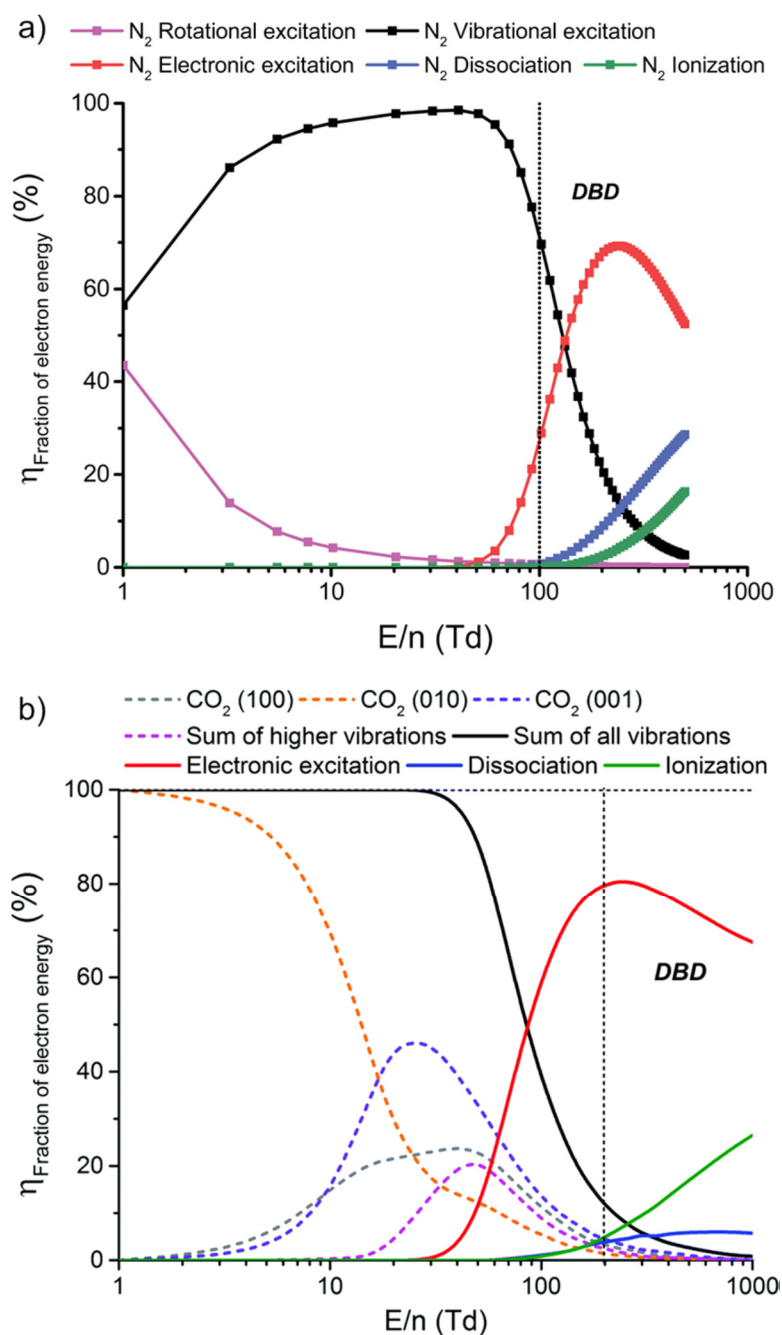 a)
N₂ Rotational excitation N₂ Vibrational excitation
N₂ Electronic excitation N₂ Dissociation N₂ Ionization
η Fraction of electron energy (%)
100
80
60
40
20
0
DBD
1 10 100 1000
E/n (Td)
b)
CO₂ (100) CO₂ (010) CO₂ (001)
Sum of higher vibrations Sum of all vibrations
Electronic excitation Dissociation Ionization
η Fraction of electron energy (%)
100
80
60
40
20
0
DBD
1 10 100 1000
E/n (Td)